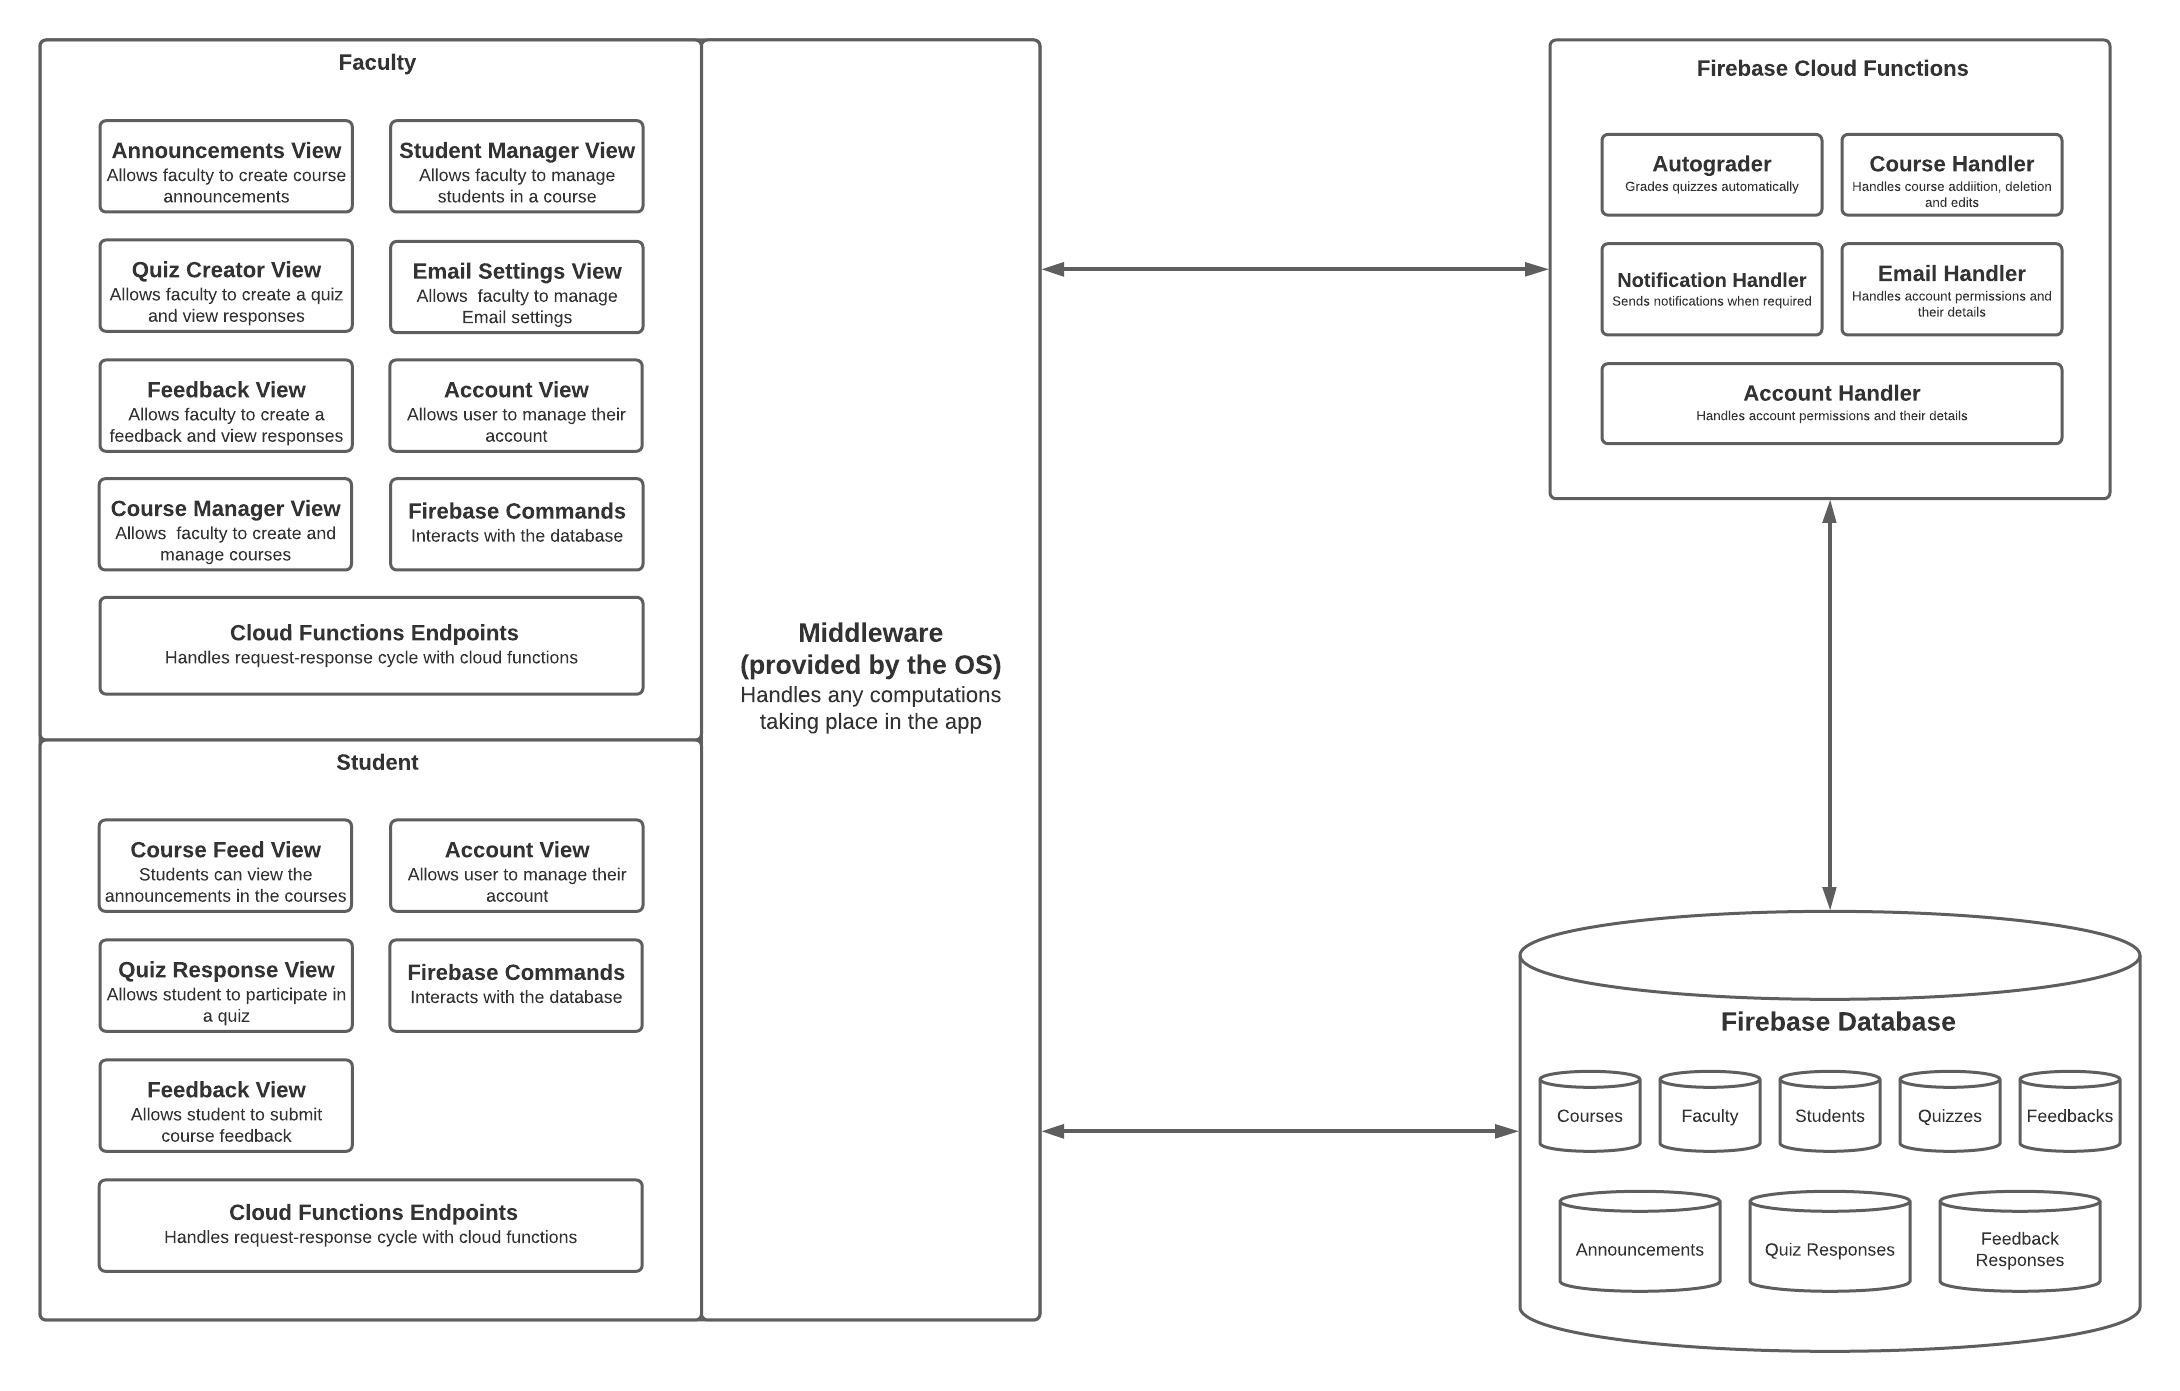 Faculty
Announcements View
Allows faculty to create course
announcements
Student Manager View
Allows faculty to manage
students in a course
Quiz Creator View
Allows faculty to create a quiz
and view responses
Email Settings View
Allows  faculty to manage
Email settings
Feedback View
Allows faculty to create a
feedback and view responses
Account View
Allows user to manage their
account
Course Manager View
Allows  faculty to create and
manage courses
Firebase Commands
Interacts with the database
Cloud Functions Endpoints
Handles request-response cycle with cloud functions
Student
Course Feed View
Students can view the
announcements in the courses
Account View
Allows user to manage their
account
Quiz Response View
Allows student to participate in
a quiz
Firebase Commands
Interacts with the database
Feedback View
Allows student to submit
course feedback
Cloud Functions Endpoints
Handles request-response cycle with cloud functions
Middleware
(provided by the OS)
Handles any computations
taking place in the app
Firebase Cloud Functions
Autograder
Grades quizzes automatically
Course Handler
Handles course addiition, deletion
and edits
Notification Handler
Sends notifications when required
Email Handler
Handles account permissions and
their details
Account Handler
Handles account permissions and their details
Firebase Database
Courses
Faculty
Students
Quizzes
Feedbacks
Announcements
Quiz Responses
Feedback
Responses